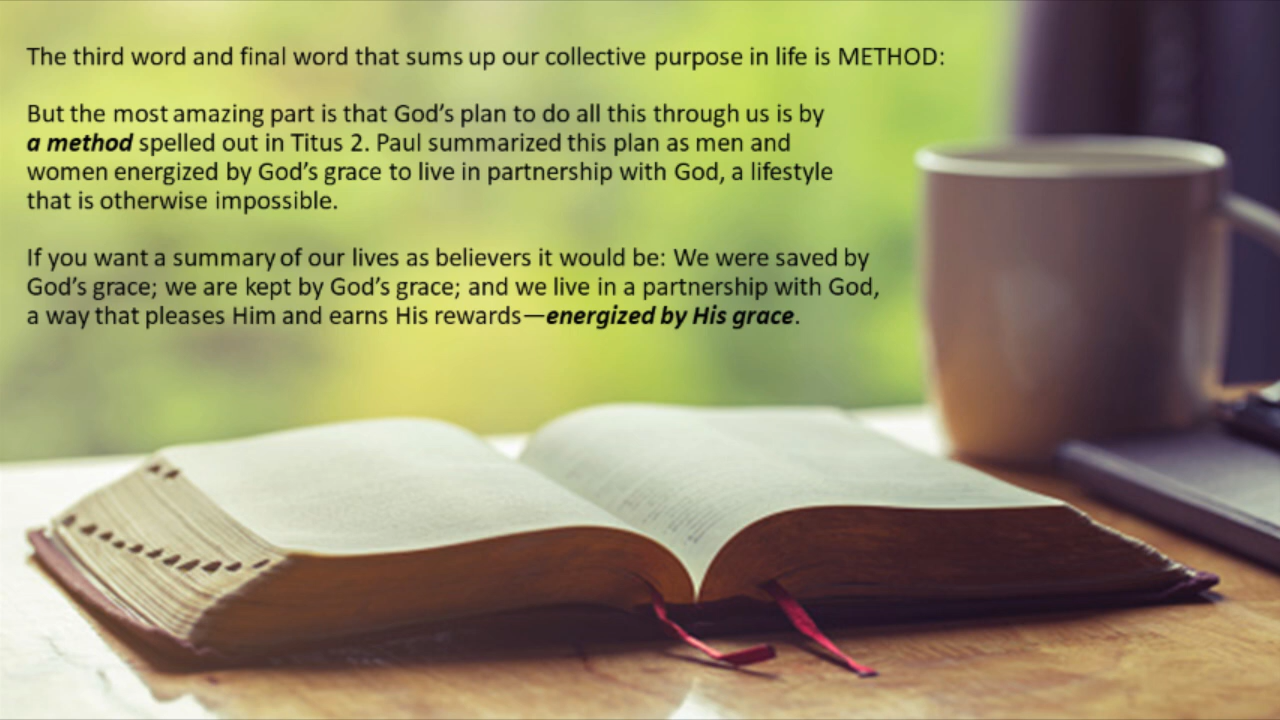 The third word and final word that sums up our collective purpose in life is METHOD:
But the most amazing part is that God’s plan to do all this through us is by
a method spelled out in Titus 2. Paul summarized this plan as men and
women energized by God’s grace to live in partnership with God, a lifestyle
that is otherwise impossible.
If you want a summary of our lives as believers it would be: We were saved by
God’s grace; we are kept by God’s grace; and we live in a partnership with God,
a way that pleases Him and earns His rewards—energized by His grace.